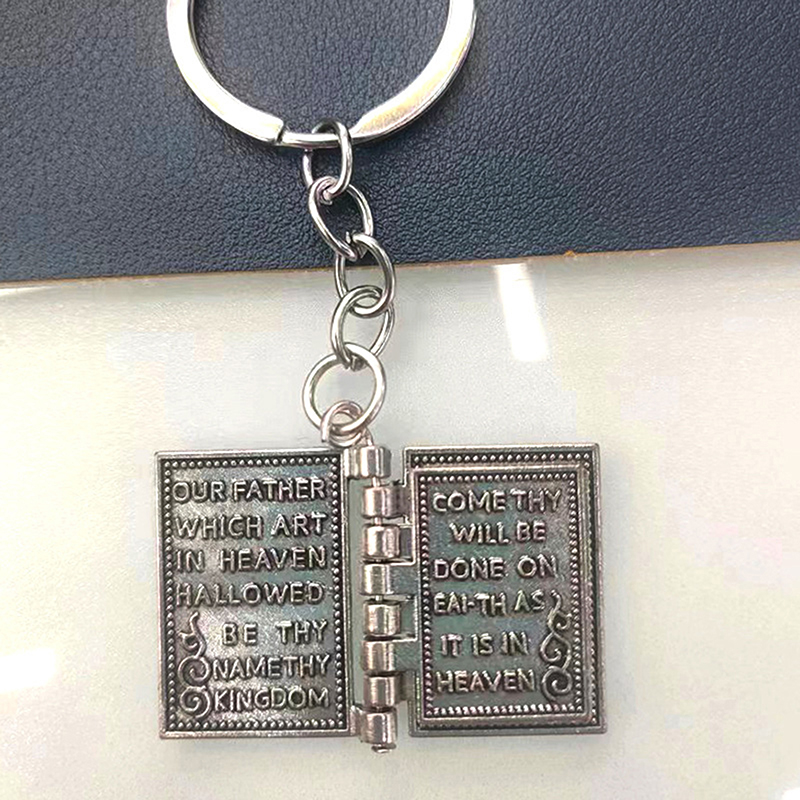 OUR FATHER
WHICH ART
IN HEAVEN
HALLOWED
BE THY
NAMETHY
KINGDOM
COME THY
WILL BE
DONE ON
EAI-TH AS
IT IS IN
HEAVEN